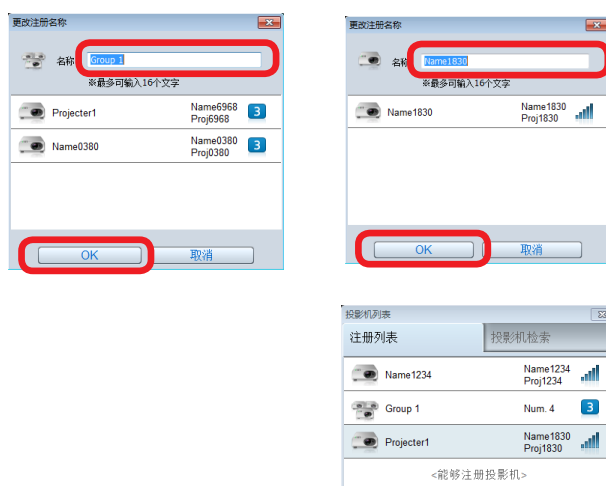 更改注册名称
名称 Group 1
※最多可输入16个文字
Projecter1 Name6968 3
Proj6968
Name0380 Name0380 3
Proj0380
OK 取消
更改注册名称
名称 Name1830
※最多可输入16个文字
Name1830 Name1830
Proj1830
OK 取消
投影机列表
注册列表 投影机检索
Name1234 Name1234
Proj1234
Group 1 Num. 4 3
Projecter1 Name1830
Proj1830
<能够注册投影机>